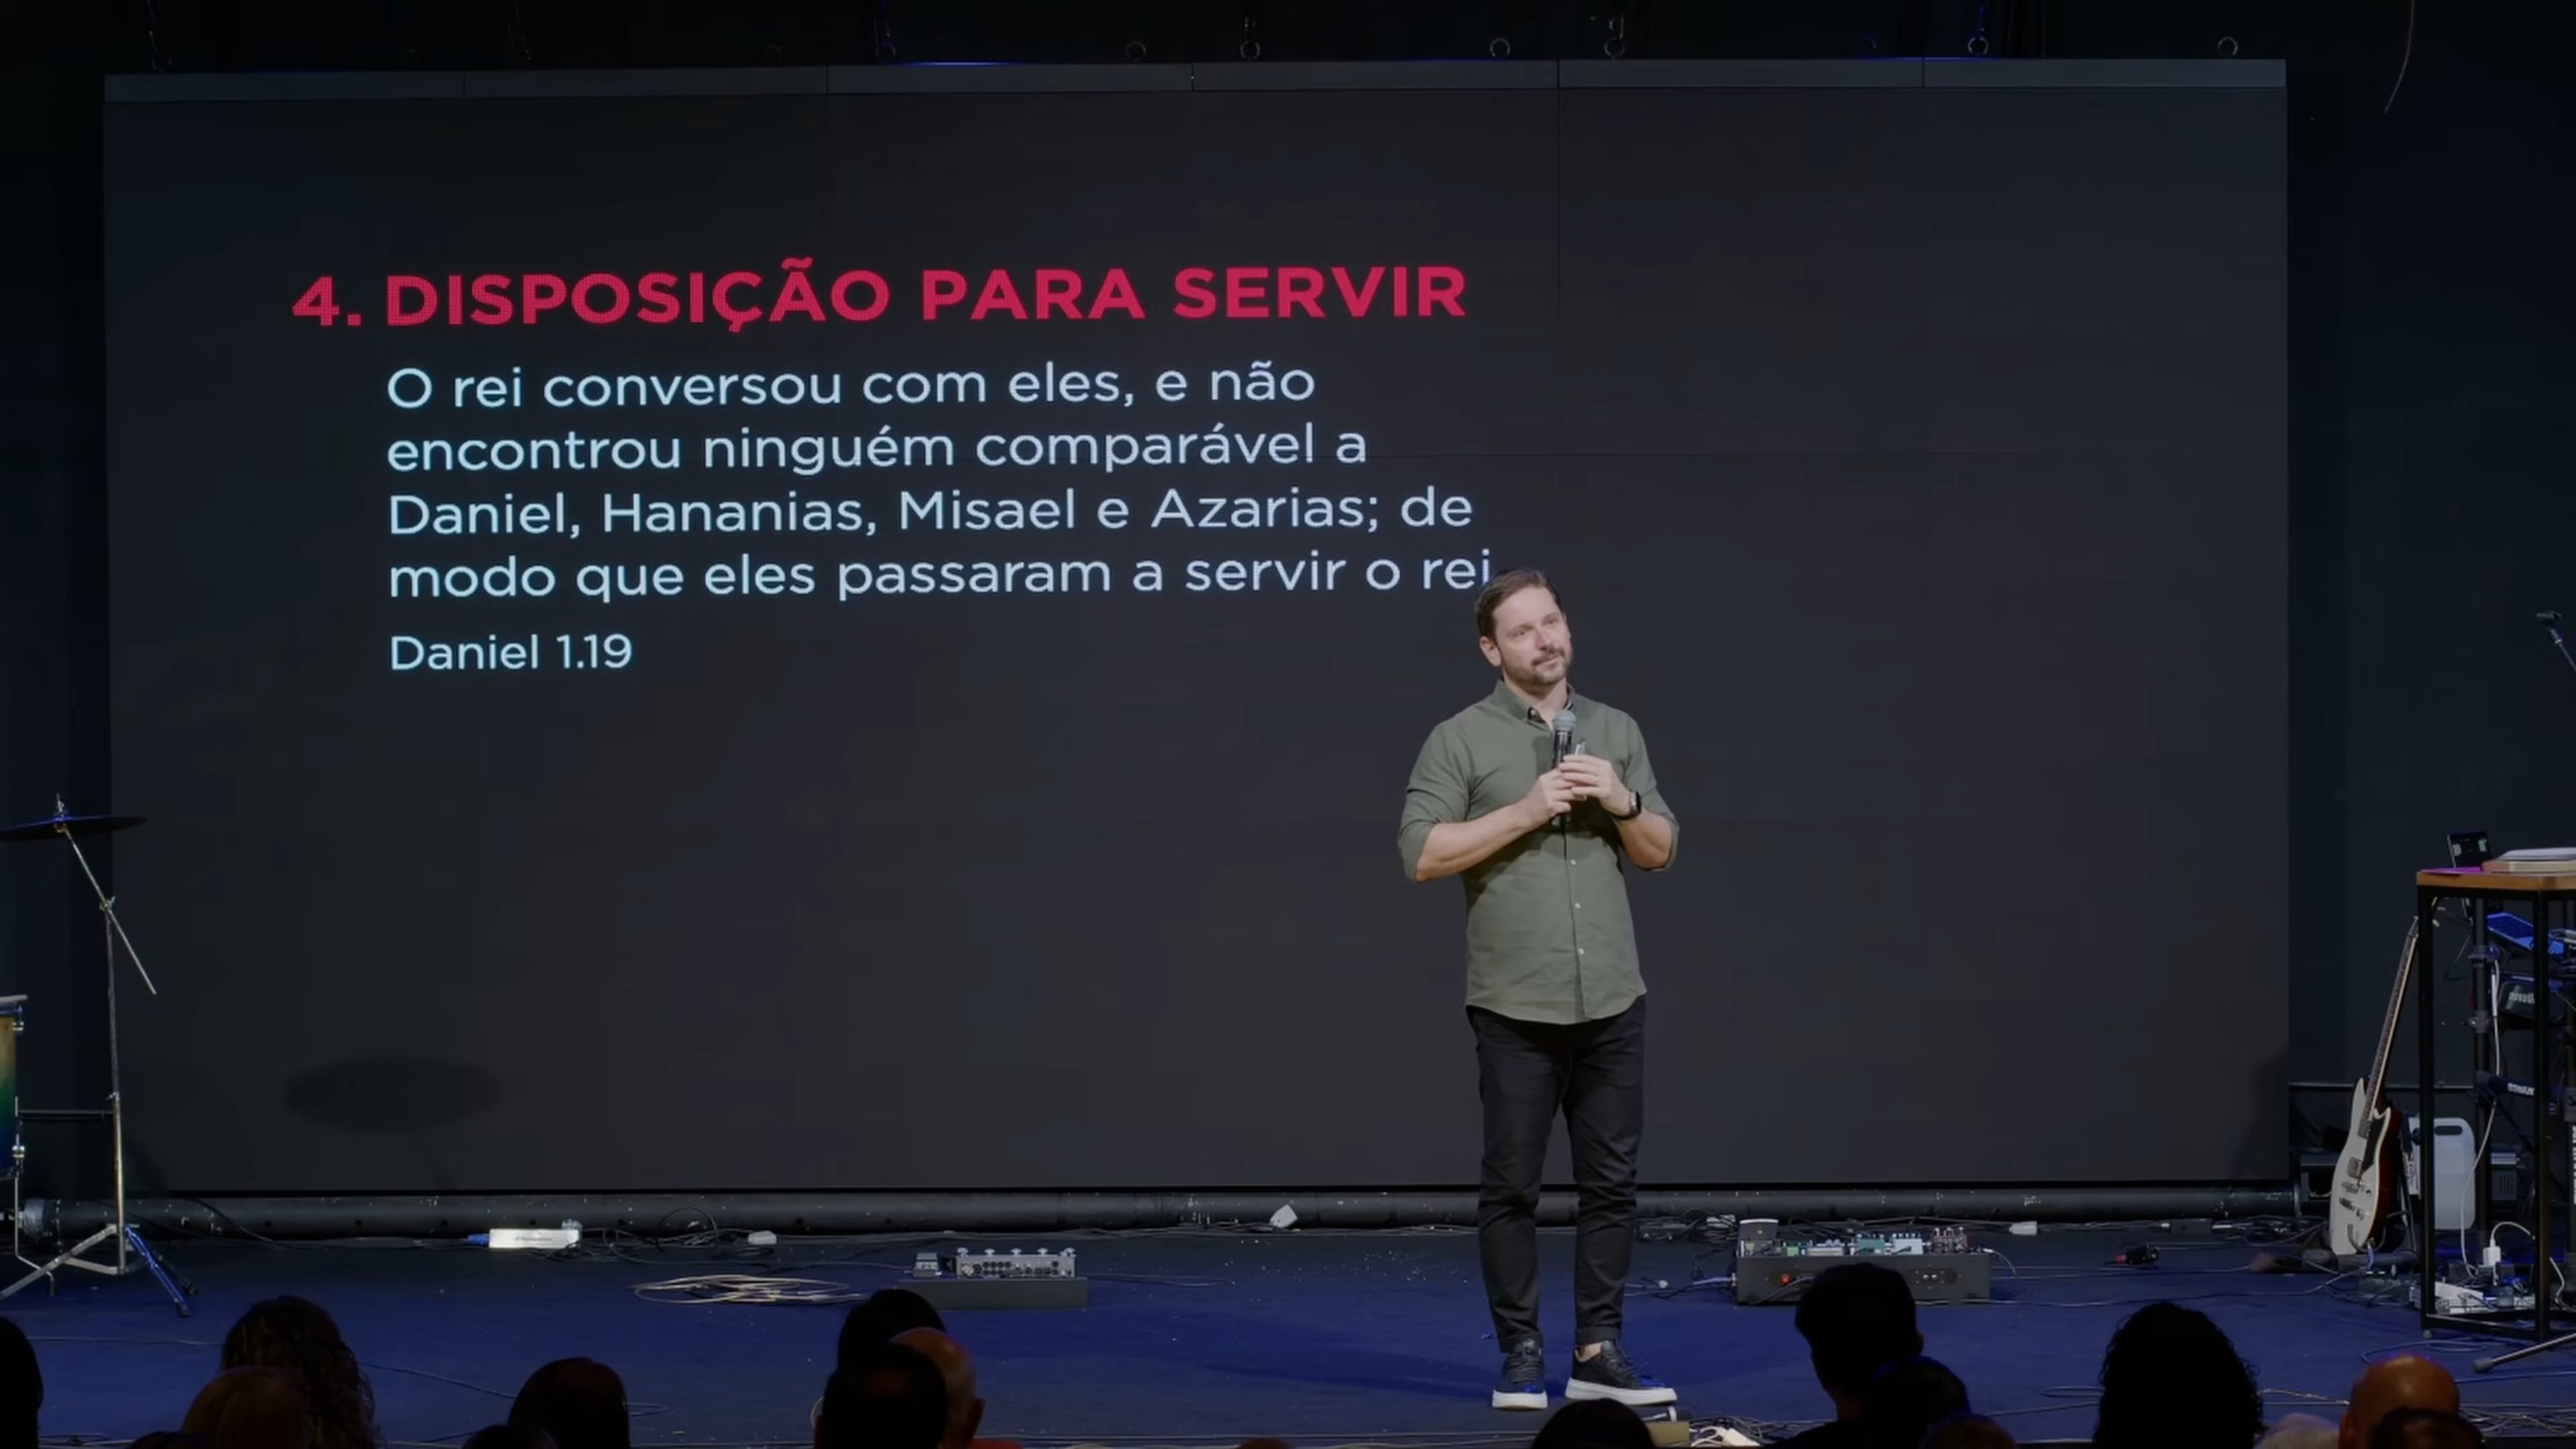 4. DISPOSIÇÃO PARA SERVIR
O rei conversou com eles, e não
encontrou ninguém comparável a
Daniel, Hananias, Misael e Azarias; de
modo que eles passaram a servir o rei
Daniel 1.19